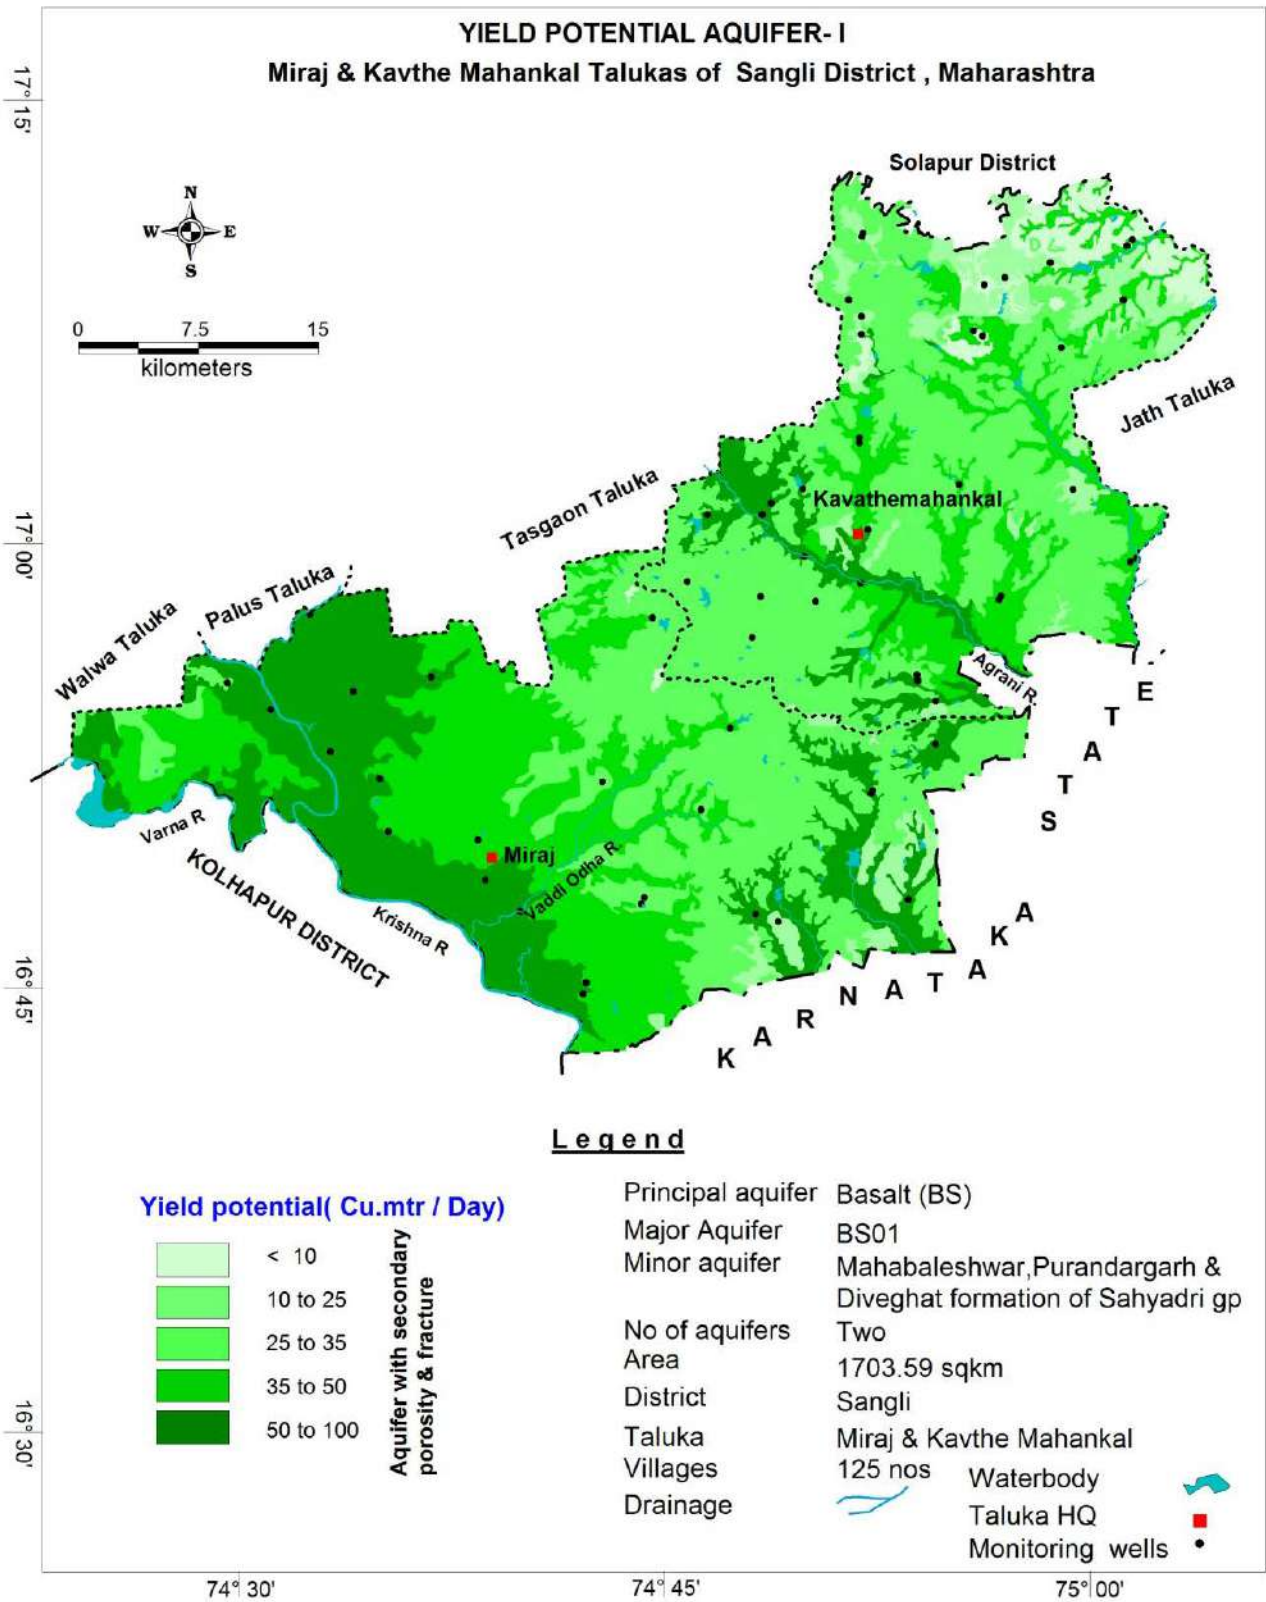 YIELD POTENTIAL AQUIFER- I
Miraj & Kavthe Mahankal Talukas of Sangli District , Maharashtra
17° 15'
Solapur District
N
W E
S
0 7.5 15
kilometers
Jath Taluka
Tasgaon Taluka
Kavathemahankal
17° 00'
Palus Taluka
Walwa Taluka
Agrani R
STATE
Varna R
Miraj
Vaddi Odha R
KOLHAPUR DISTRICT
Krishna R
KARNATAKA
16° 45'
Legend
Yield potential( Cu.mtr / Day)
< 10
10 to 25
25 to 35
35 to 50
50 to 100
Aquifer with secondary
porosity & fracture
Principal aquifer Basalt (BS)
Major Aquifer BS01
Minor aquifer Mahabaleshwar,Purandargarh &
Diveghat formation of Sahyadri gp
No of aquifers Two
Area 1703.59 sqkm
District Sangli
Taluka Miraj & Kavthe Mahankal
Villages 125 nos
Drainage
Waterbody
Taluka HQ
Monitoring wells
16° 30'
74° 30' 74° 45' 75° 00'